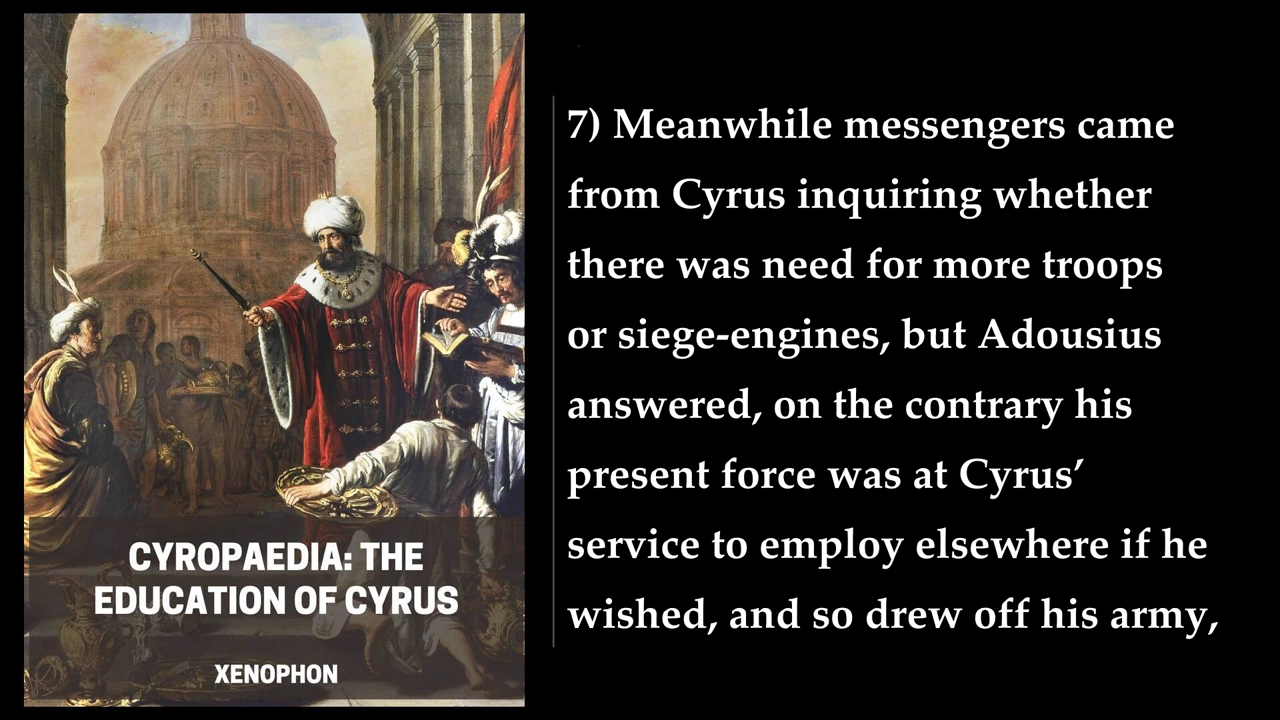 CYROPAEDIA: THE
EDUCATION OF CYRUS
XENOPHON
7) Meanwhile messengers came
from Cyrus inquiring whether
there was need for more troops
or siege-engines, but Adousius
answered, on the contrary his
present force was at Cyrus’
service to employ elsewhere if he
wished, and so drew off his army,